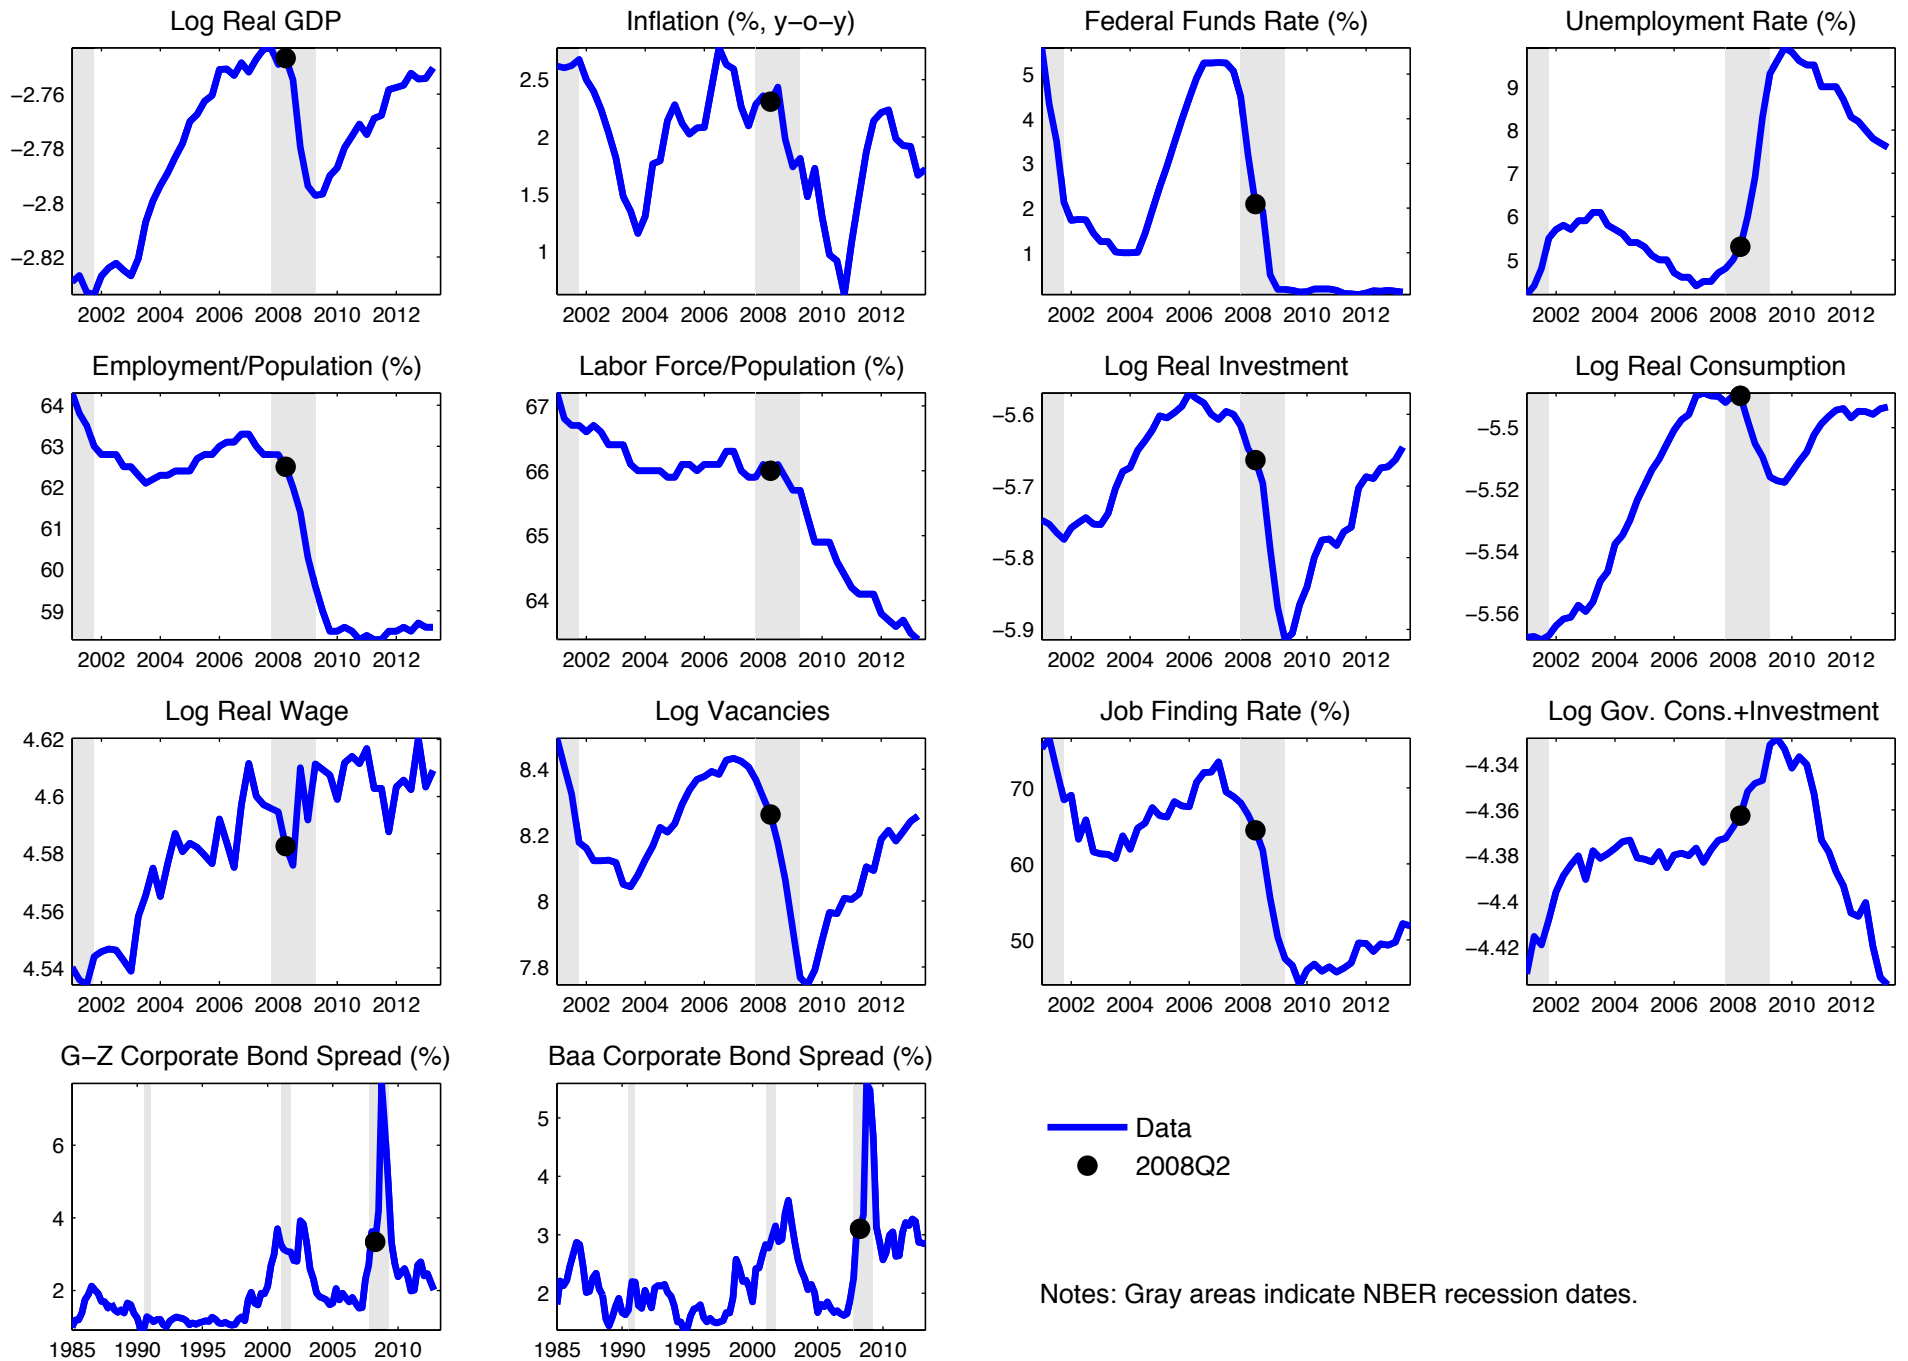 Log Real GDP
−2.76
−2.78
−2.8
−2.82
2002 2004 2006 2008 2010 2012
Inflation (%, y−o−y)
2.5
2
1.5
1
2002 2004 2006 2008 2010 2012
Federal Funds Rate (%)
5
4
3
2
1
2002 2004 2006 2008 2010 2012
Unemployment Rate (%)
9
8
7
6
5
2002 2004 2006 2008 2010 2012
Employment/Population (%)
64
63
62
61
60
59
2002 2004 2006 2008 2010 2012
Labor Force/Population (%)
67
66
65
64
2002 2004 2006 2008 2010 2012
Log Real Investment
−5.6
−5.7
−5.8
−5.9
2002 2004 2006 2008 2010 2012
Log Real Consumption
−5.5
−5.52
−5.54
−5.56
2002 2004 2006 2008 2010 2012
Log Real Wage
4.62
4.6
4.58
4.56
4.54
2002 2004 2006 2008 2010 2012
Log Vacancies
8.4
8.2
8
7.8
2002 2004 2006 2008 2010 2012
Job Finding Rate (%)
70
60
50
2002 2004 2006 2008 2010 2012
Log Gov. Cons.+Investment
−4.34
−4.36
−4.38
−4.4
−4.42
2002 2004 2006 2008 2010 2012
G−Z Corporate Bond Spread (%)
6
4
2
1985 1990 1995 2000 2005 2010
Baa Corporate Bond Spread (%)
5
4
3
2
1985 1990 1995 2000 2005 2010
Data
2008Q2
Notes: Gray areas indicate NBER recession dates.